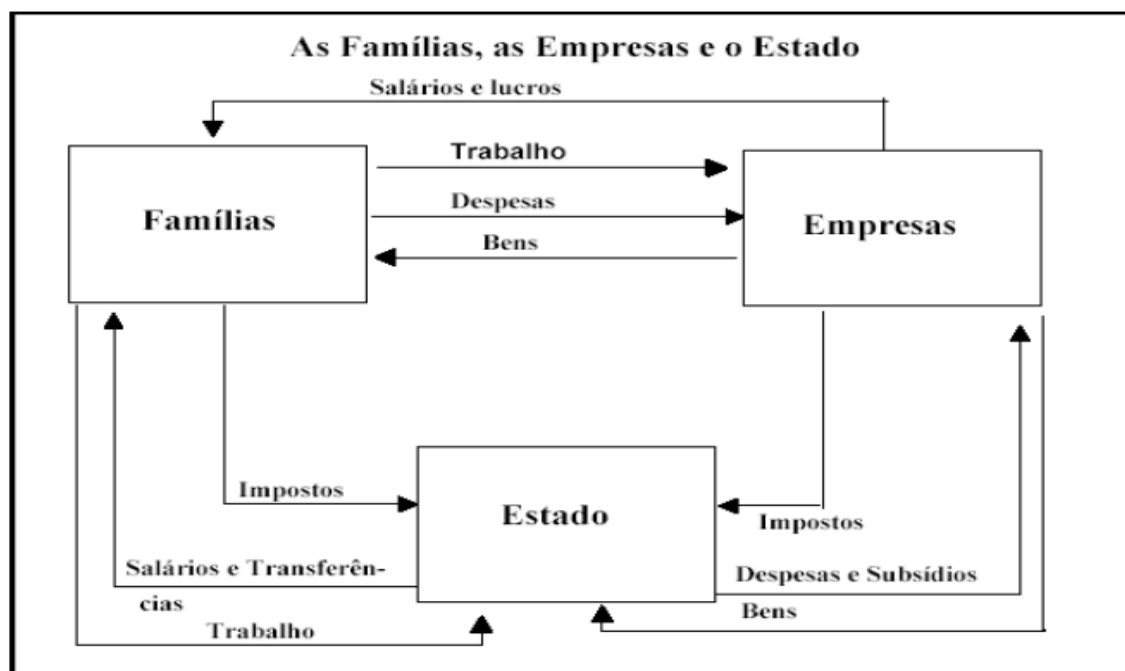 As Famílias, as Empresas e o Estado
Salários e lucros
Trabalho
Despesas
Bens
Famílias
Empresas
Impostos
Estado
Impostos
Salários e Transferên-
cias
Trabalho
Despesas e Subsídios
Bens